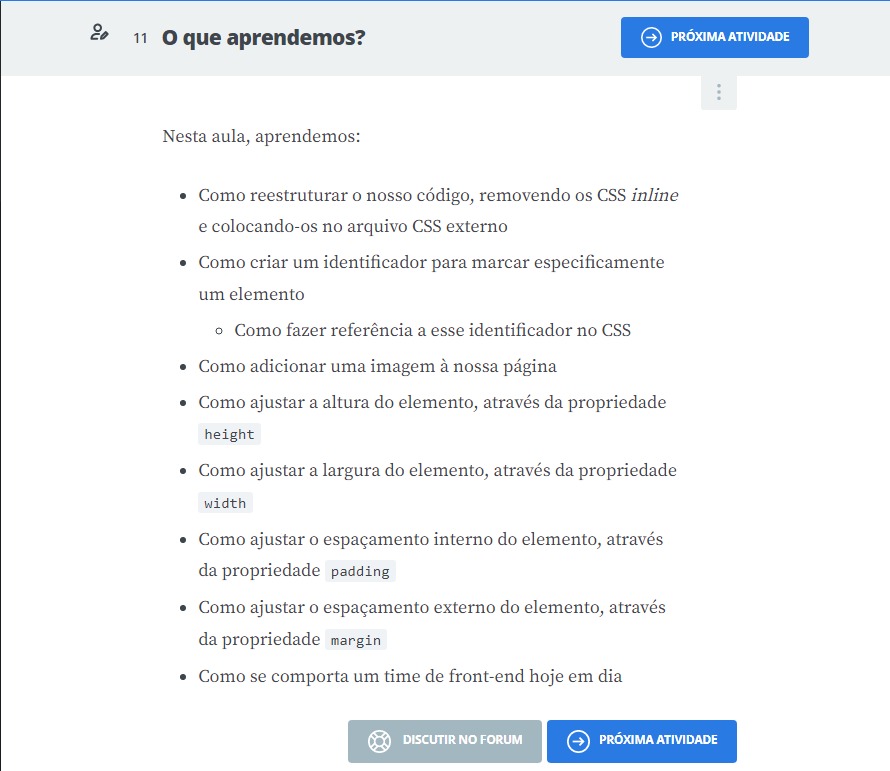 11 O que aprendemos?
PRÓXIMA ATIVIDADE
Nesta aula, aprendemos:
Como reestruturar o nosso código, removendo os CSS inline
e colocando-os no arquivo CSS externo
Como criar um identificador para marcar especificamente
um elemento
Como fazer referência a esse identificador no CSS
Como adicionar uma imagem à nossa página
Como ajustar a altura do elemento, através da propriedade
height
Como ajustar a largura do elemento, através da propriedade
width
Como ajustar o espaçamento interno do elemento, através
da propriedade padding
Como ajustar o espaçamento externo do elemento, através
da propriedade margin
Como se comporta um time de front-end hoje em dia
DISCUTIR NO FORUM
PRÓXIMA ATIVIDADE